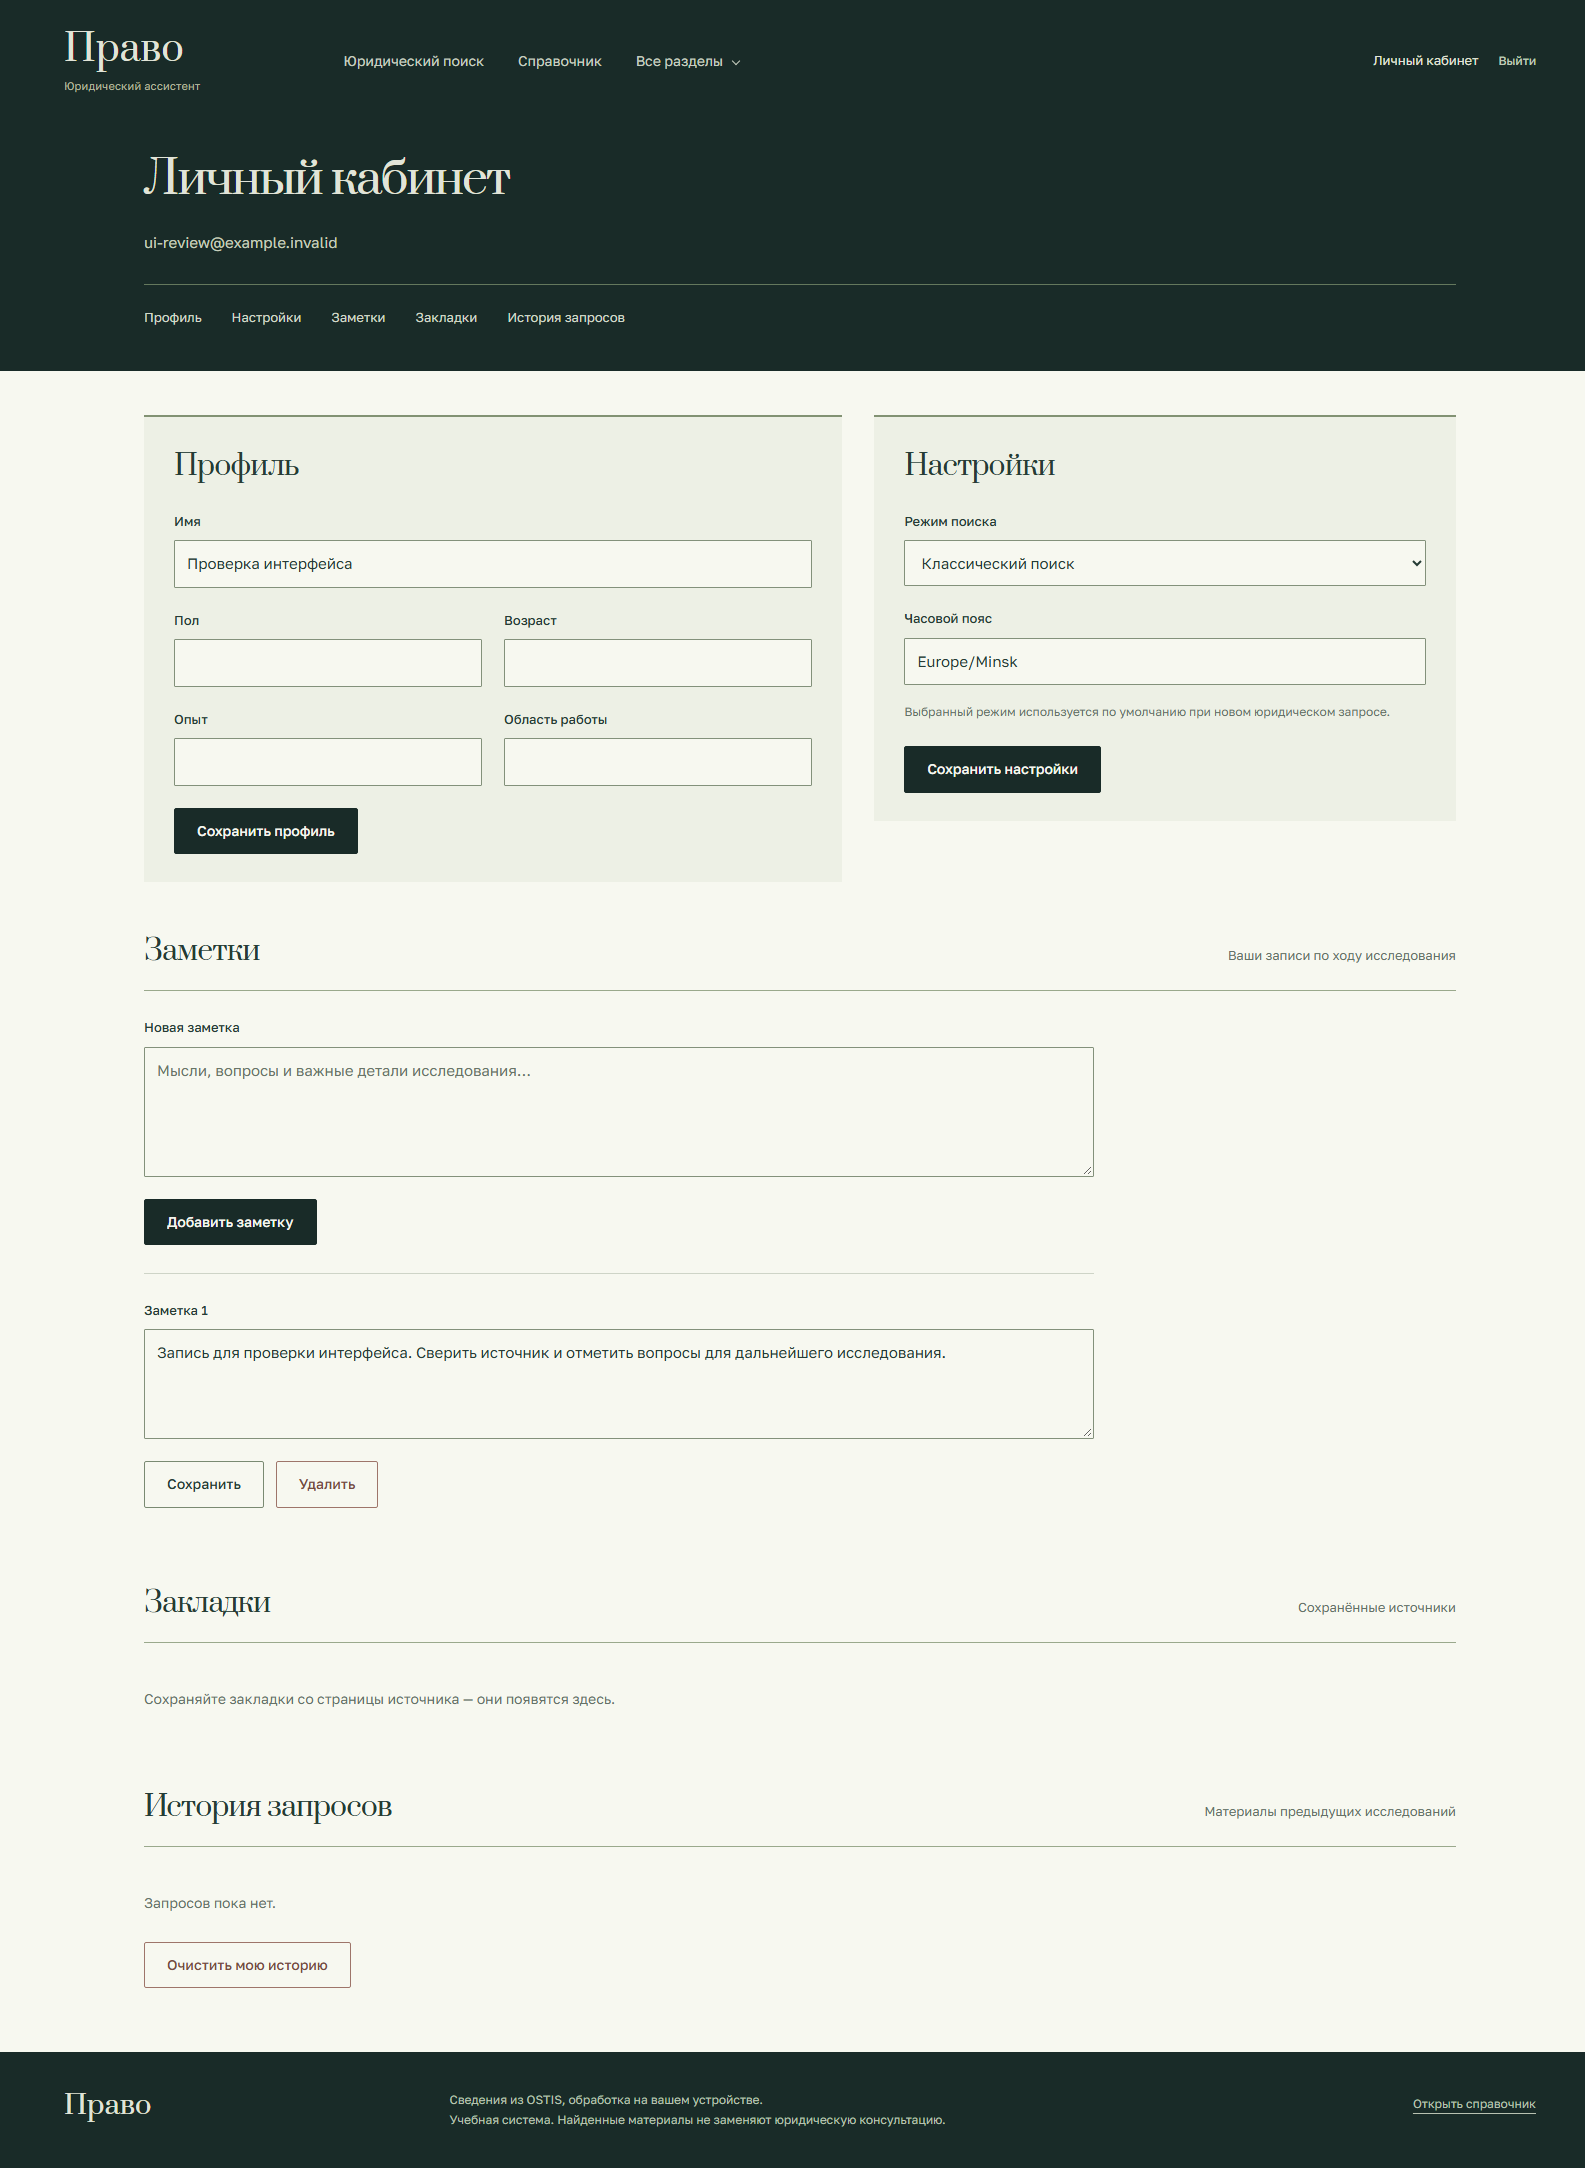 Право
Юридический ассистент
Юридический поиск
Справочник
Все разделы
Личный кабинет
Выйти
Личный кабинет
ui-review@example.invalid
Профиль
Настройки
Заметки
Закладки
История запросов
Профиль
Имя
Проверка интерфейса
Пол
Возраст
Опыт
Область работы
Сохранить профиль
Настройки
Режим поиска
Классический поиск
Часовой пояс
Europe/Minsk
Выбранный режим используется по умолчанию при новом юридическом запросе.
Сохранить настройки
Заметки
Ваши записи по ходу исследования
Новая заметка
Мысли, вопросы и важные детали исследования...
Добавить заметку
Заметка 1
Запись для проверки интерфейса. Сверить источник и отметить вопросы для дальнейшего исследования.
Сохранить
Удалить
Закладки
Сохранённые источники
Сохраняйте закладки со страницы источника — они появятся здесь.
История запросов
Материалы предыдущих исследований
Запросов пока нет.
Очистить мою историю
Право
Сведения из OSTIS, обработка на вашем устройстве.
Учебная система. Найденные материалы не заменяют юридическую консультацию.
Открыть справочник